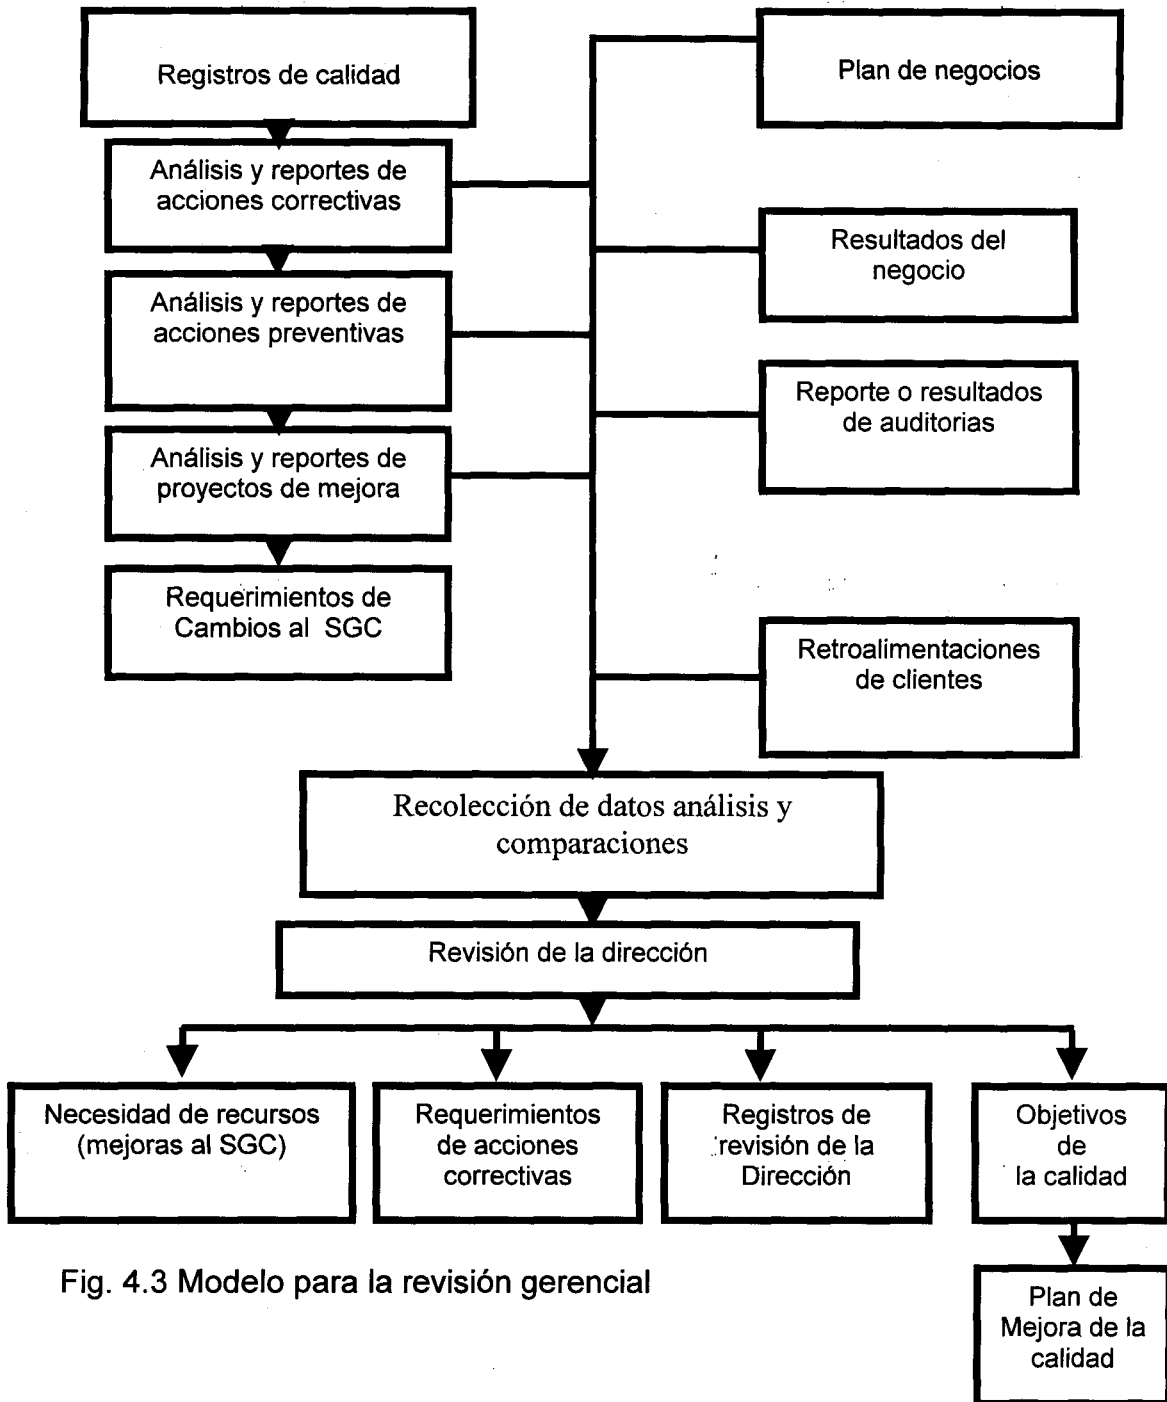 Registros de calidad
Análisis y reportes de
acciones correctivas
Análisis y reportes de
acciones preventivas
Análisis y reportes de
proyectos de mejora
Requerimientos de
Cambios al SGC
Plan de negocios
Resultados del
negocio
Reporte o resultados
de auditorias
Retroalimentaciones
de clientes
Recolección de datos análisis y
comparaciones
Revisión de la dirección
Necesidad de recursos
(mejoras al SGC)
Requerimientos
de acciones
correctivas
Registros de
revisión de la
Dirección
Objetivos
de
la calidad
Plan de
Mejora de la
calidad
Fig. 4.3 Modelo para la revisión gerencial